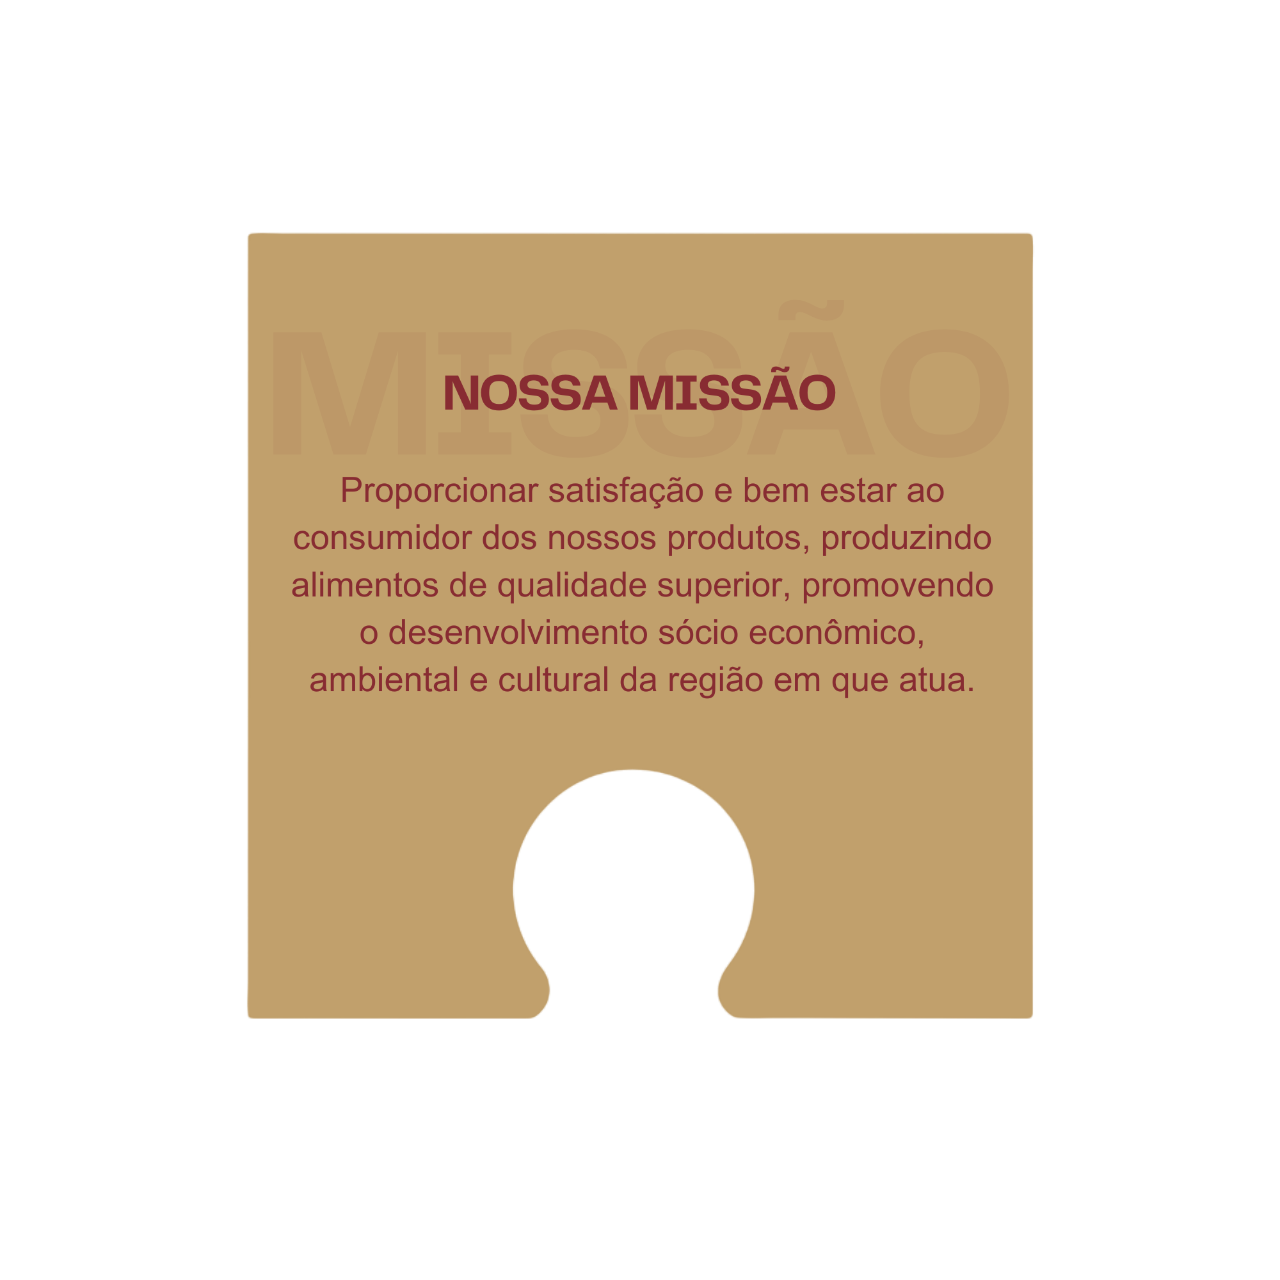 MISSÃO
NOSSA MISSÃO
Proporcionar satisfação e bem estar ao
consumidor dos nossos produtos, produzindo
alimentos de qualidade superior, promovendo
o desenvolvimento sócio econômico,
ambiental e cultural da região em que atua.